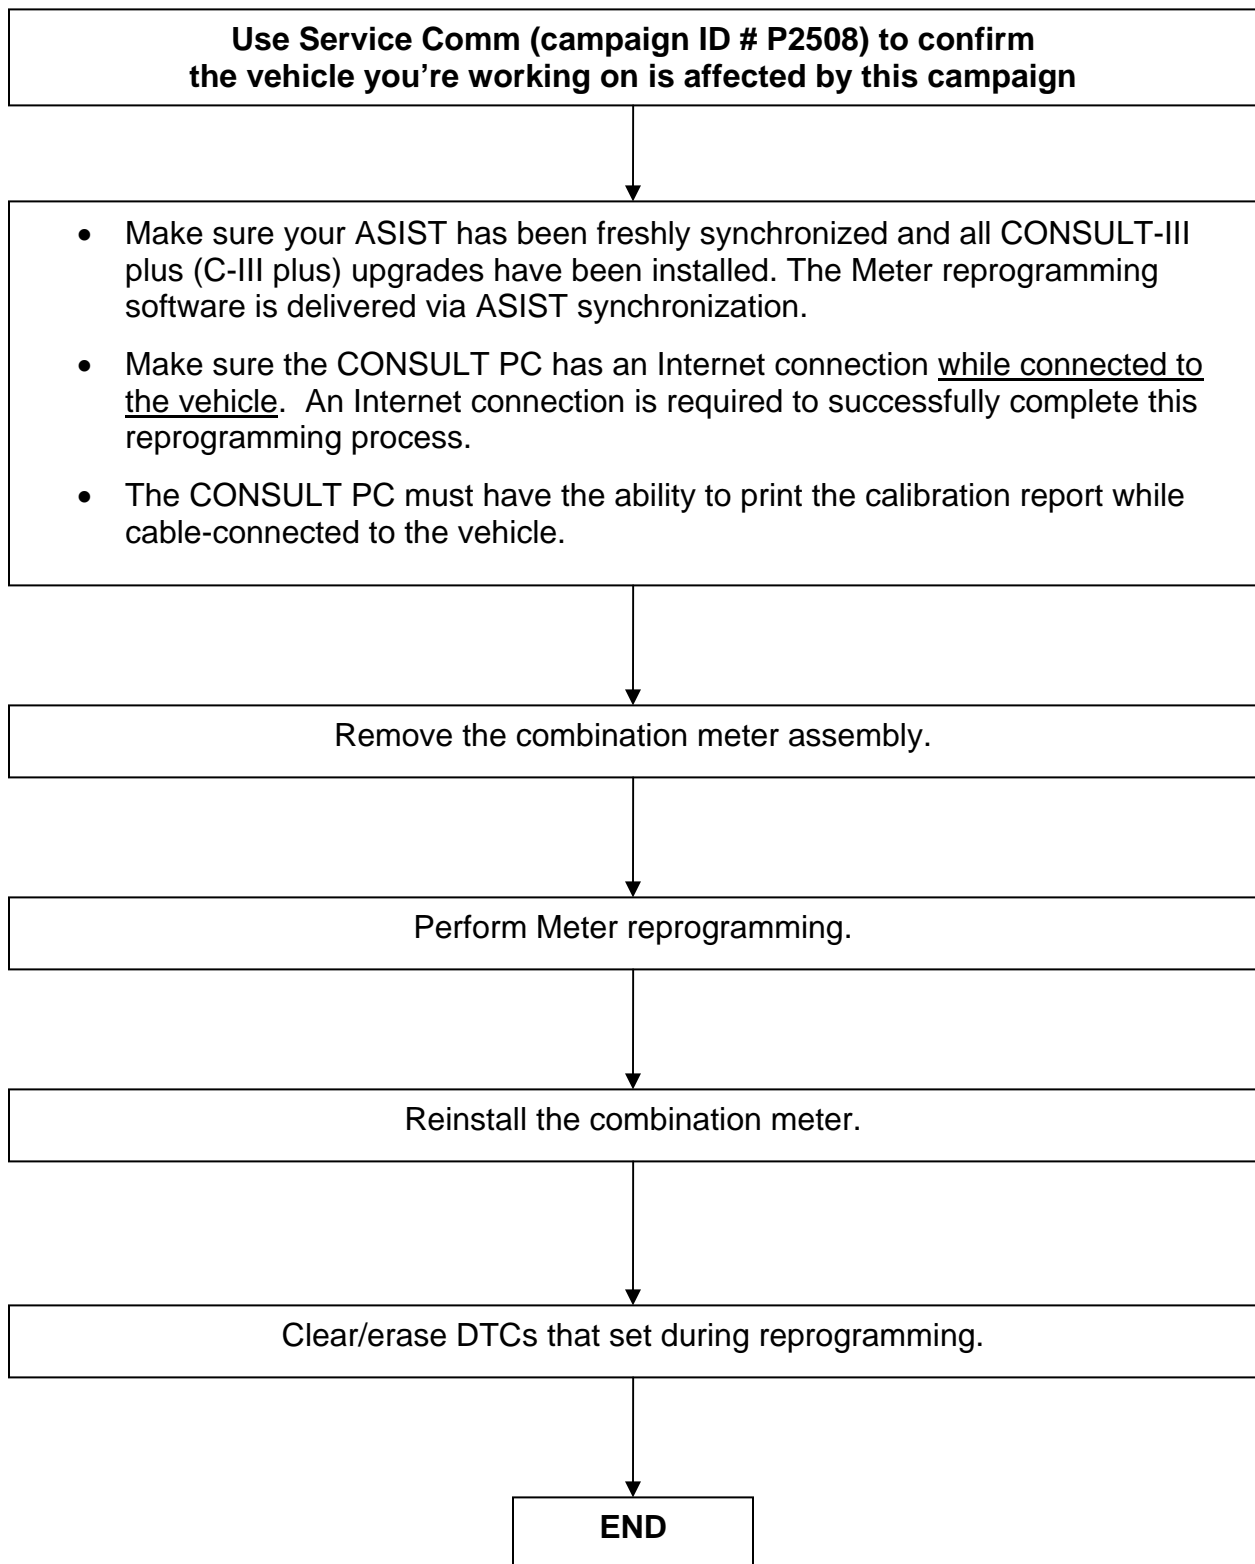 Use Service Comm (campaign ID # P2508) to confirm
the vehicle you're working on is affected by this campaign
• Make sure your ASIST has been freshly synchronized and all CONSULT-III
plus (C-III plus) upgrades have been installed. The Meter reprogramming
software is delivered via ASIST synchronization.
• Make sure the CONSULT PC has an Internet connection while connected to
the vehicle. An Internet connection is required to successfully complete this
reprogramming process.
• The CONSULT PC must have the ability to print the calibration report while
cable-connected to the vehicle.
Remove the combination meter assembly.
Perform Meter reprogramming.
Reinstall the combination meter.
Clear/erase DTCs that set during reprogramming.
END